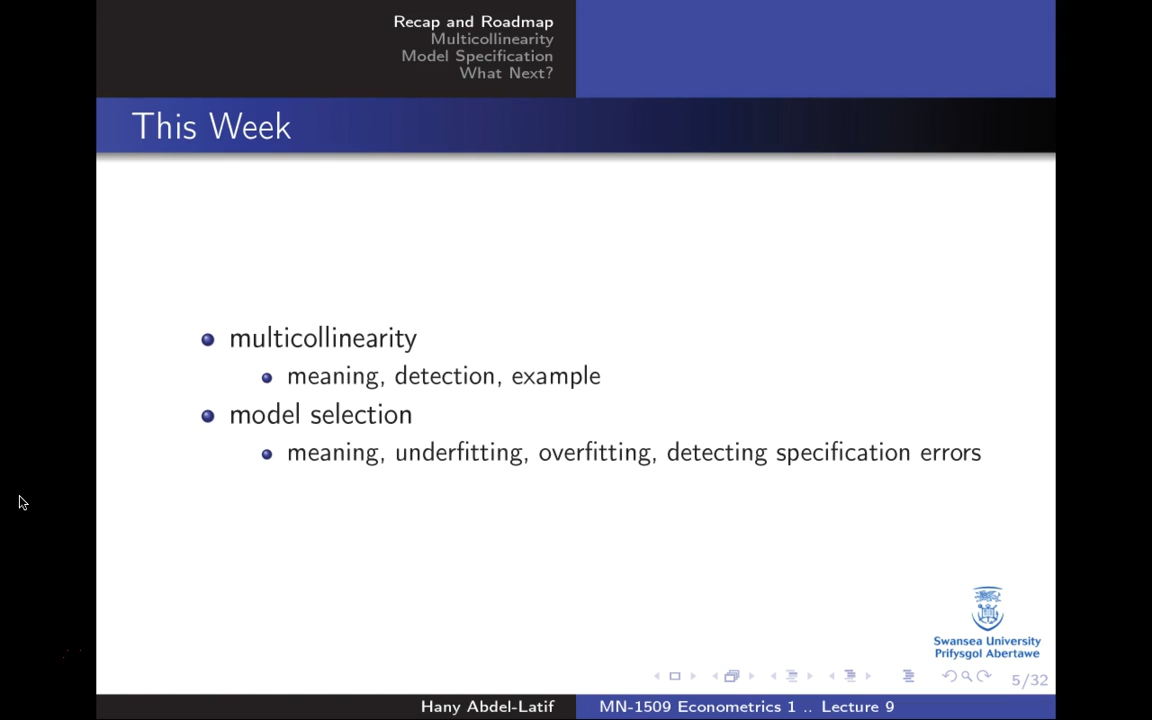 Recap and Roadmap
Multicollinearity
Model Specification
What Next?
This Week
multicollinearity
meaning, detection, example
model selection
meaning, underfitting, overfitting, detecting specification errors
Swansea University
Prifysgol Abertawe
5/32
Hany Abdel-Latif
MN-1509 Econometrics 1 .. Lecture 9